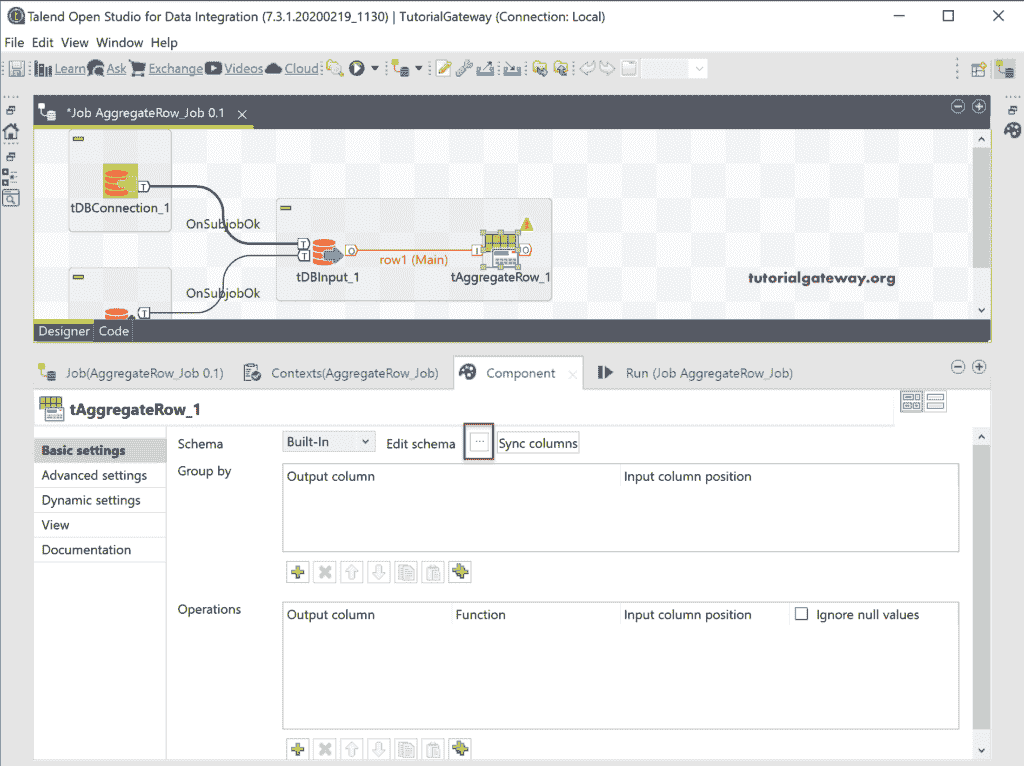 Talend Open Studio for Data Integration (7.3.1.20200219_1130) | TutorialGateway (Connection: Local)
File Edit View Window Help
Learn Ask Exchange Videos Cloud
*Job AggregateRow_Job 0.1
T
tDBConnection_1
OnSubjobOk
T
T
O
row1 (Main)
I
O
tDBInput_1
tAggregateRow_1
tutorialgateway.org
OnSubjobOk
T
Designer Code
Job(AggregateRow_Job 0.1) Contexts(AggregateRow_Job) Component Run (Job AggregateRow_Job)
tAggregateRow_1
Basic settings
Advanced settings
Dynamic settings
View
Documentation
Schema Built-In Edit schema ... Sync columns
Group by
Output column Input column position
Operations
Output column Function Input column position Ignore null values